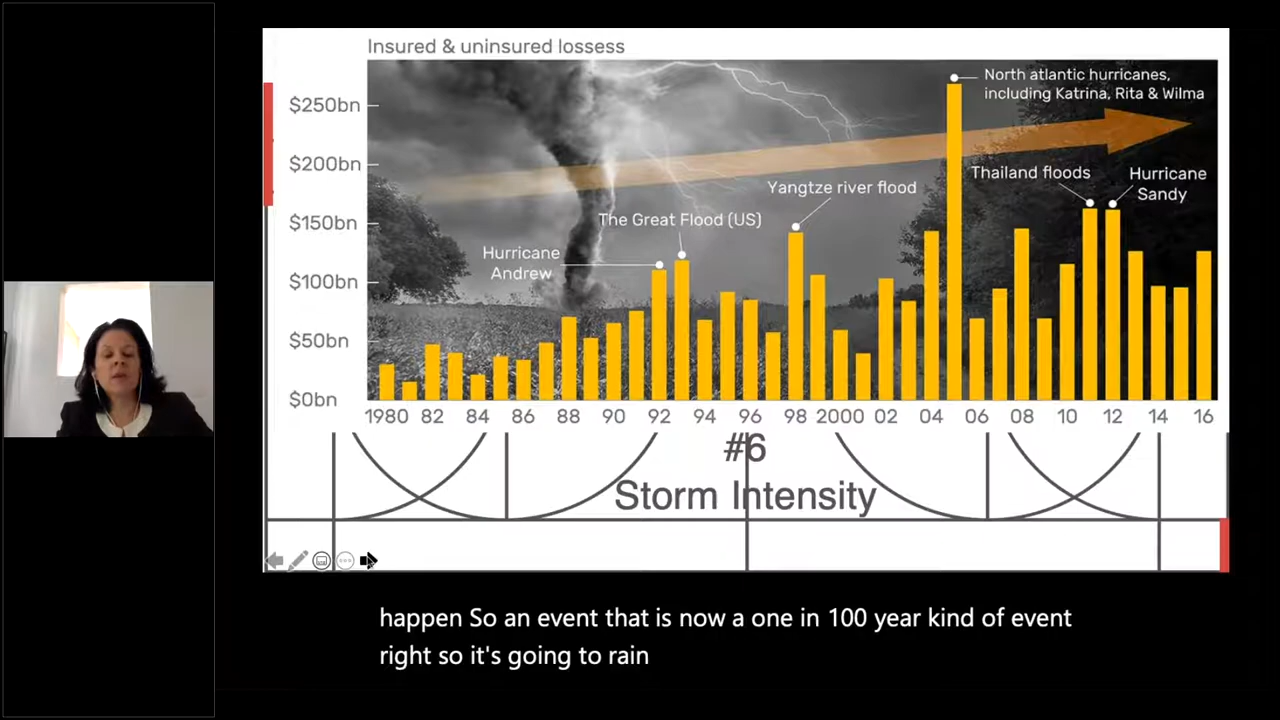 Insured & uninsured lossess
North atlantic hurricanes,
including Katrina, Rita & Wilma
$250bn
$200bn
$150bn
$100bn
$50bn
$0bn
Hurricane
Andrew
The Great Flood (US)
Yangtze river flood
Thailand floods
Hurricane
Sandy
1980 82 84 86 88 90 92 94 96 98 2000 02 04 06 08 10 12 14 16
#6
Storm Intensity
happen So an event that is now a one in 100 year kind of event
right so it's going to rain